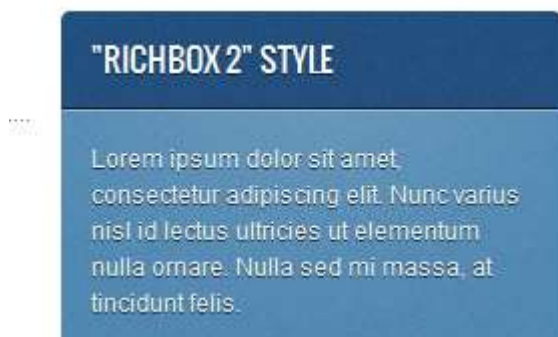 "RICHBOX 2" STYLE
Lorem ipsum dolor sit amet,
consectetur adipiscing elit. Nunc varius
nisl id lectus ultricies ut elementum
nulla ornare. Nulla sed mi massa, at
tincidunt felis.